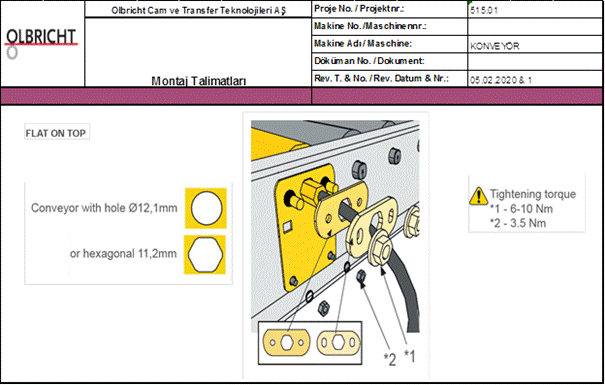 OLBRICHT
Olbricht Cam ve Transfer Teknolojileri AŞ
Montaj Talimatları
Proje No. / Projektnr.:
515.01
Makine No. /Maschinennr.:
Makine Adı / Maschine:
KONVEYÖR
Döküman No. / Dokument:
Rev. T. & No. / Rev. Datum & Nr.:
05.02.2020 & 1
FLAT ON TOP
Conveyor with hole Ø12,1mm
or hexagonal 11,2mm
Tightening torque
*1 - 6-10 Nm
*2 - 3.5 Nm
*2
*1